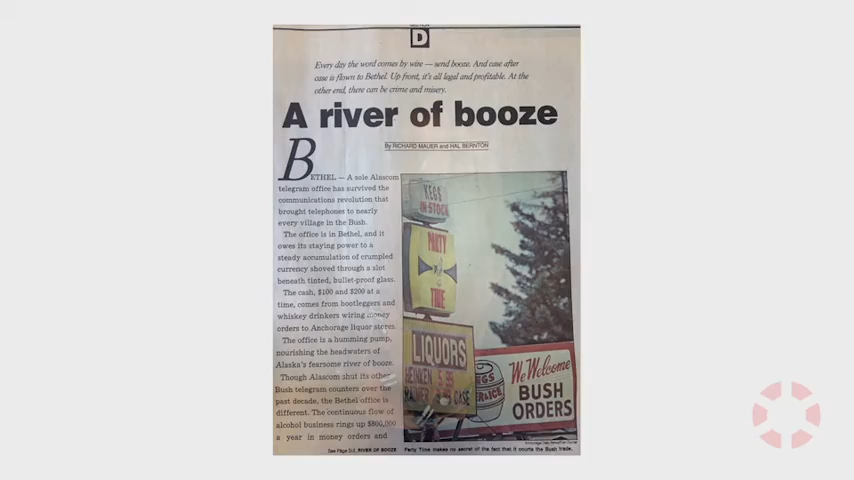 SECTION
D
Every day the word comes by wire — send booze. And case after
case is flown to Bethel. Up front, it's all legal and profitable. At the
other end, there can be crime and misery.
A river of booze
By RICHARD MAUER and HAL BERNTON
BETHEL — A sole Alascom
telegram office has survived the
communications revolution that
brought telephones to nearly
every village in the Bush.
The office is in Bethel, and it
owes its staying power to a
steady accumulation of crumpled
currency shoved through a slot
beneath tinted, bullet-proof glass.
The cash, $100 and $200 at a
time, comes from bootleggers and
whiskey drinkers wiring money
orders to Anchorage liquor stores.
The office is a humming pump,
nourishing the headwaters of
Alaska's fearsome river of booze.
Though Alascom shut its other
Bush telegram counters over the
past decade, the Bethel office is
different. The continuous flow of
alcohol business rings up $800,000
a year in money orders and
See Page D-2, RIVER OF BOOZE
KEGS
IN STOCK
PARTY
TIME
LIQUORS
HEINKEN
RAINIER CASE
KEGS
We Welcome
BUSH
ORDERS
Party Time makes no secret of the fact that it courts the Bush trade.